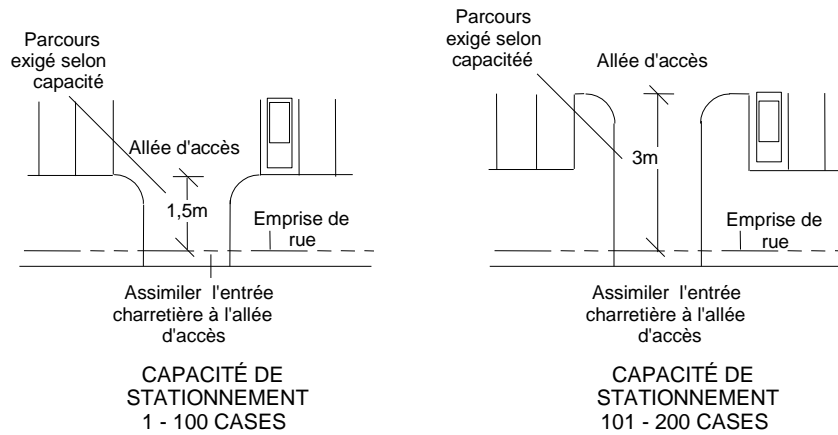 Parcours
exigé selon
capacité
Allée d'accès
1,5m
Emprise de
rue
Assimiler l'entrée
charretière à l'allée
d'accès
CAPACITÉ DE
STATIONNEMENT
1 - 100 CASES
Parcours
exigé selon
capacitéé
Allée d'accès
3m
Emprise de
rue
Assimiler l'entrée
charretière à l'allée
d'accès
CAPACITÉ DE
STATIONNEMENT
101 - 200 CASES